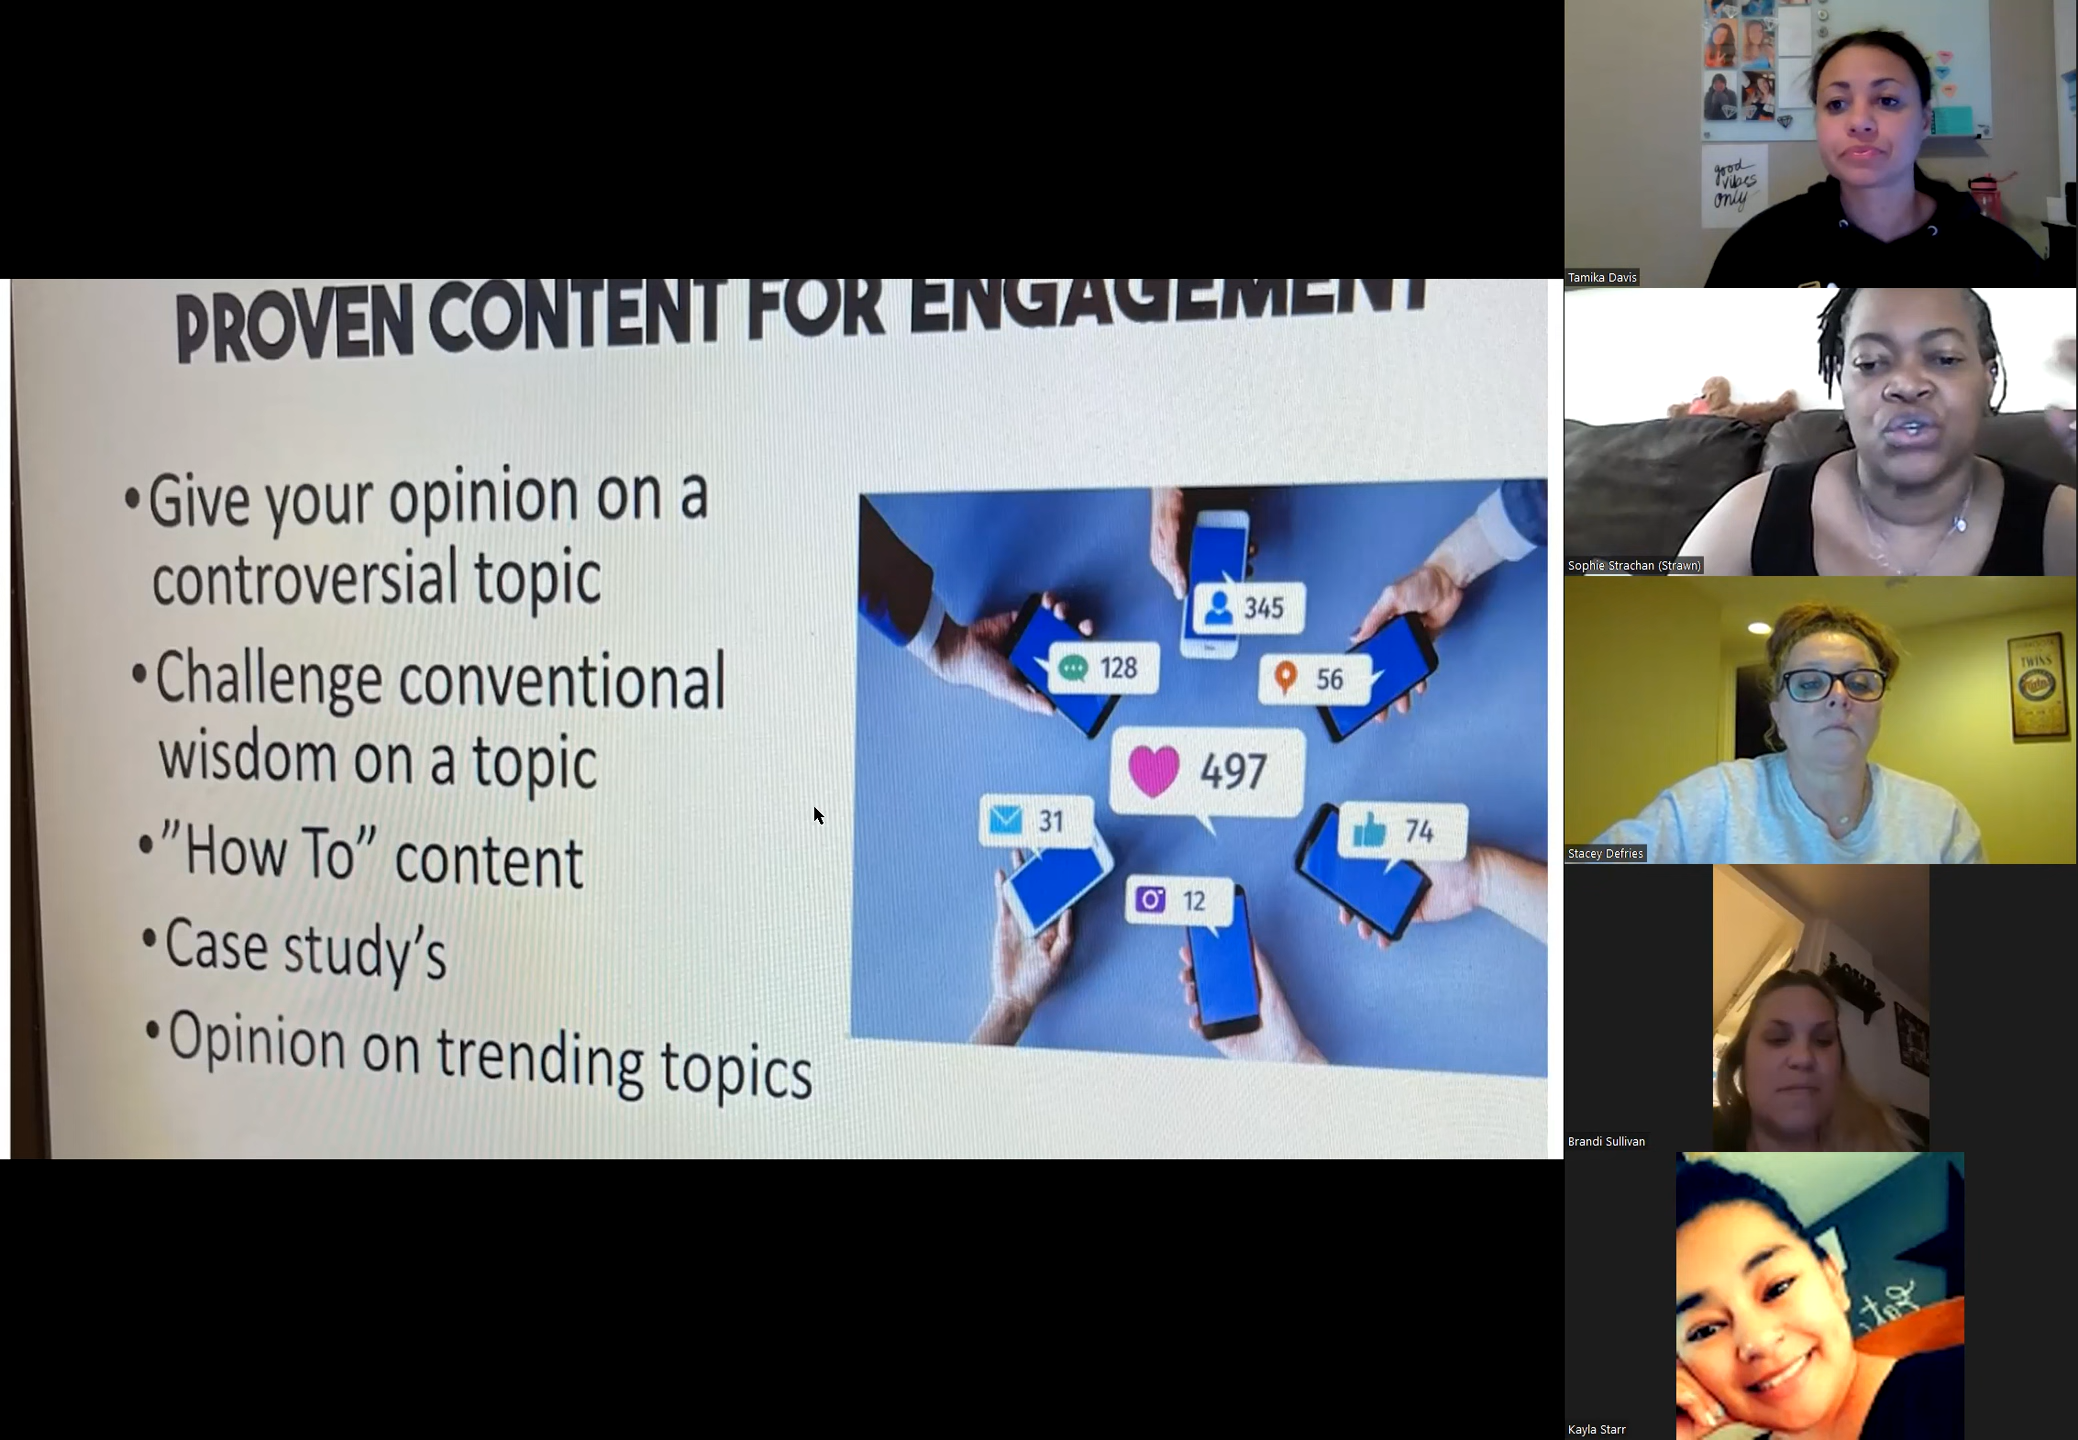 PROVEN CONTENT FOR ENGAGEMENT
•Give your opinion on a
controversial topic
•Challenge conventional
wisdom on a topic
•"How To" content
•Case study's
•Opinion on trending topics
345
128
56
497
31
74
12
good
vibes
only
Tamika Davis
Sophie Strachan (Strawn)
TWINS
Stacey Defries
Brandi Sullivan
Kayla Starr